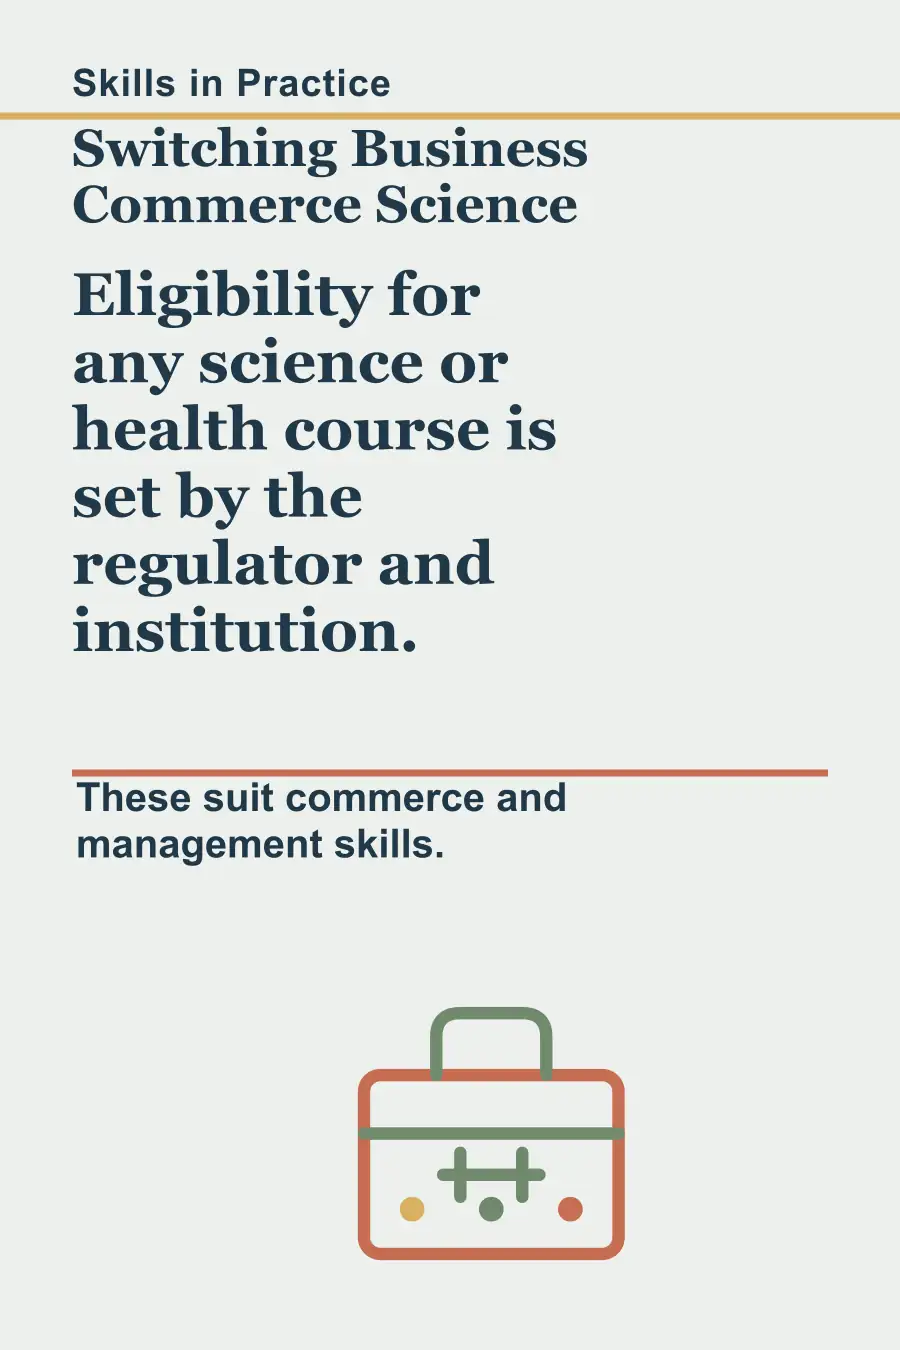 Skills in Practice
Switching Business
Commerce Science
Eligibility for
any science or
health course is
set by the
regulator and
institution.
These suit commerce and
management skills.